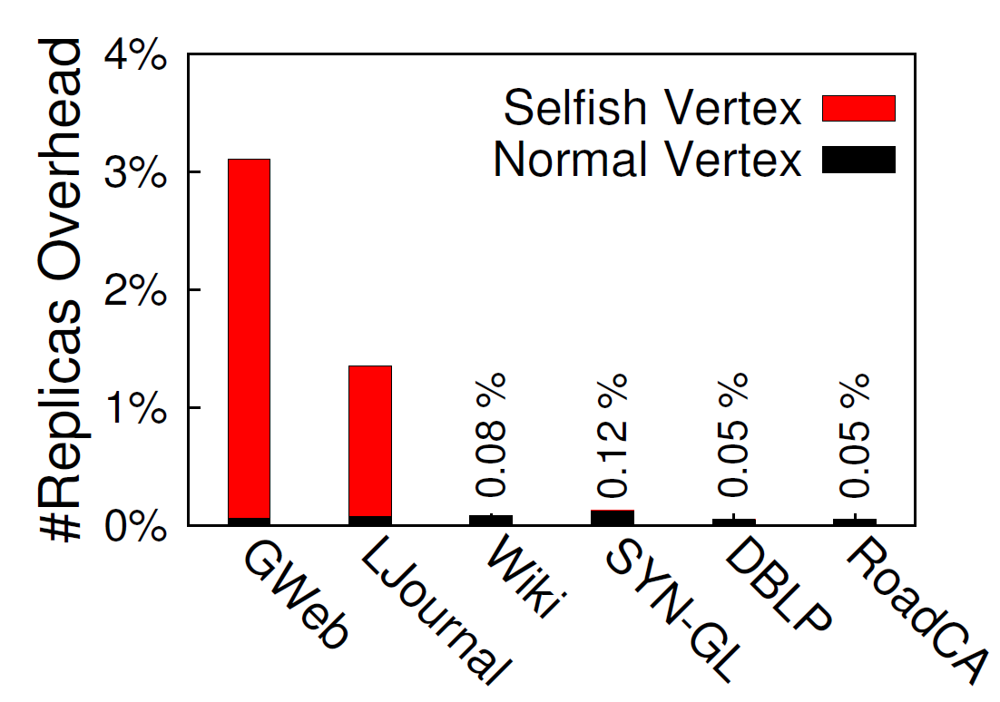 #Replicas Overhead
4%
3%
2%
1%
0%
Selfish Vertex
Normal Vertex
0.08 %
0.12 %
0.05 %
0.05 %
GWeb
LJournal
Wiki
SYN-GL
DBLP
RoadCA